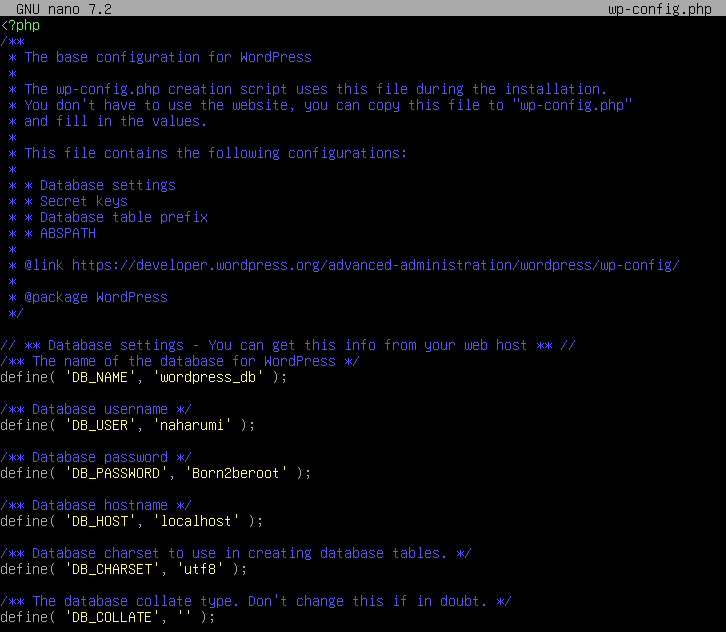 GNU nano 7.2 wp-config.php
<?php
/**
 * The base configuration for WordPress
 *
 * The wp-config.php creation script uses this file during the installation.
 * You don't have to use the website, you can copy this file to "wp-config.php"
 * and fill in the values.
 *
 * This file contains the following configurations:
 *
 * * Database settings
 * * Secret keys
 * * Database table prefix
 * * ABSPATH
 *
 * @link https://developer.wordpress.org/advanced-administration/wordpress/wp-config/
 *
 * @package WordPress
 */

// ** Database settings - You can get this info from your web host ** //
/** The name of the database for WordPress */
define( 'DB_NAME', 'wordpress_db' );

/** Database username */
define( 'DB_USER', 'naharumi' );

/** Database password */
define( 'DB_PASSWORD', 'Born2beroot' );

/** Database hostname */
define( 'DB_HOST', 'localhost' );

/** Database charset to use in creating database tables. */
define( 'DB_CHARSET', 'utf8' );

/** The database collate type. Don't change this if in doubt. */
define( 'DB_COLLATE', '' );